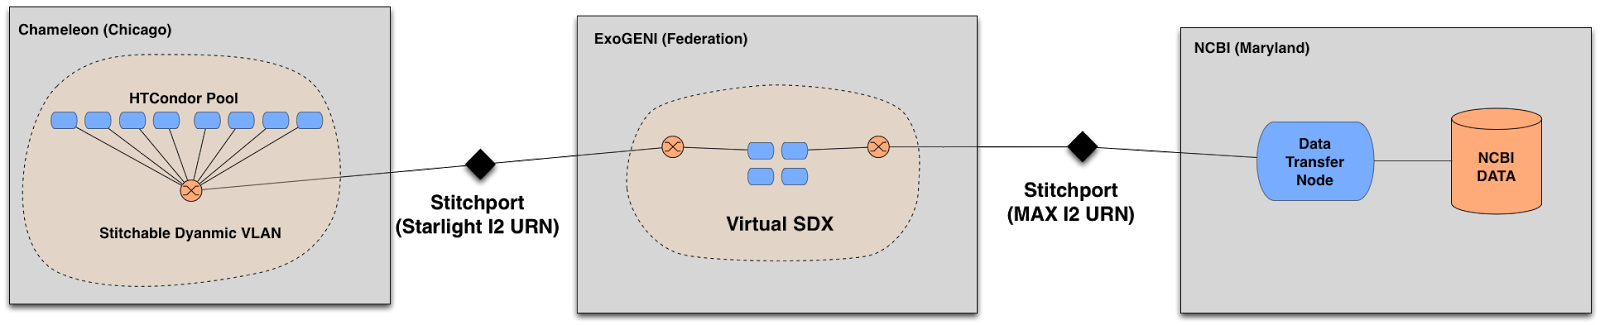 Chameleon (Chicago)
HTCondor Pool
Stitchable Dyanmic VLAN
Stitchport
(Starlight I2 URN)
ExoGENI (Federation)
Virtual SDX
Stitchport
(MAX I2 URN)
NCBI (Maryland)
Data
Transfer
Node
NCBI
DATA